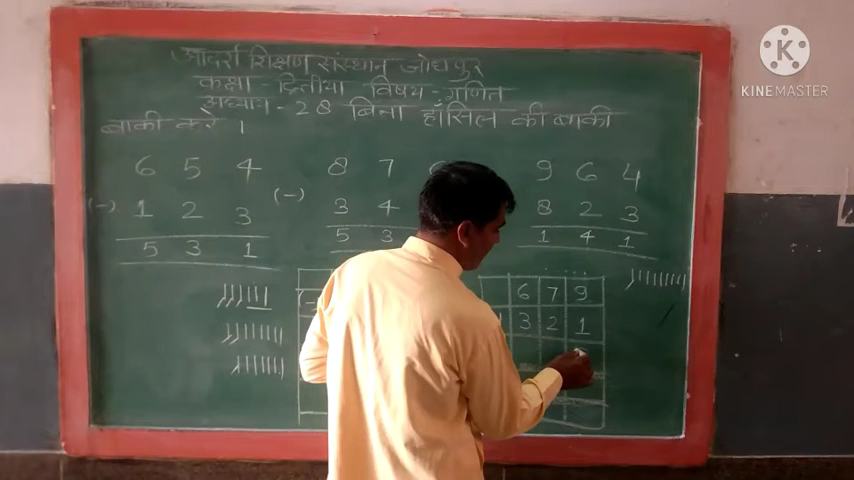 आदर्श शिक्षण संस्थान जोधपुर
कक्षा - द्वितीया विषय - गणित
अध्याय - 28 बिना हाँसिल की बाकी
बाकी करे ।
6 5 4 8 7 9 6 4
(-) 1 2 3 (-) 3 4 8 2 3
5 3 1 5 3 1 4 1
6 7 9
3 2 1
K
KINEMASTER